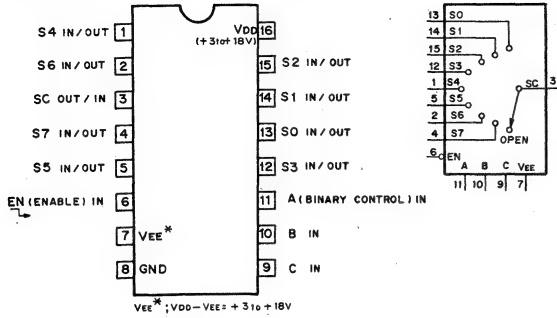 S4 IN/OUT 1
S6 IN/OUT 2
SC OUT/IN 3
S7 IN/OUT 4
S5 IN/OUT 5
EN (ENABLE) IN 6
7 VEE*
8 GND
VDD 16
(+3to+18V)
15 S2 IN/OUT
14 S1 IN/OUT
13 S0 IN/OUT
12 S3 IN/OUT
11 A (BINARY CONTROL) IN
10 B IN
9 C IN
VEE* ; VDD-VEE = +3 to +18V
13 S0
14 S1
15 S2
12 S3
1 S4
5 S5
2 S6
4 S7
SC 3
OPEN
6 EN
A B C VEE
11 10 9 7